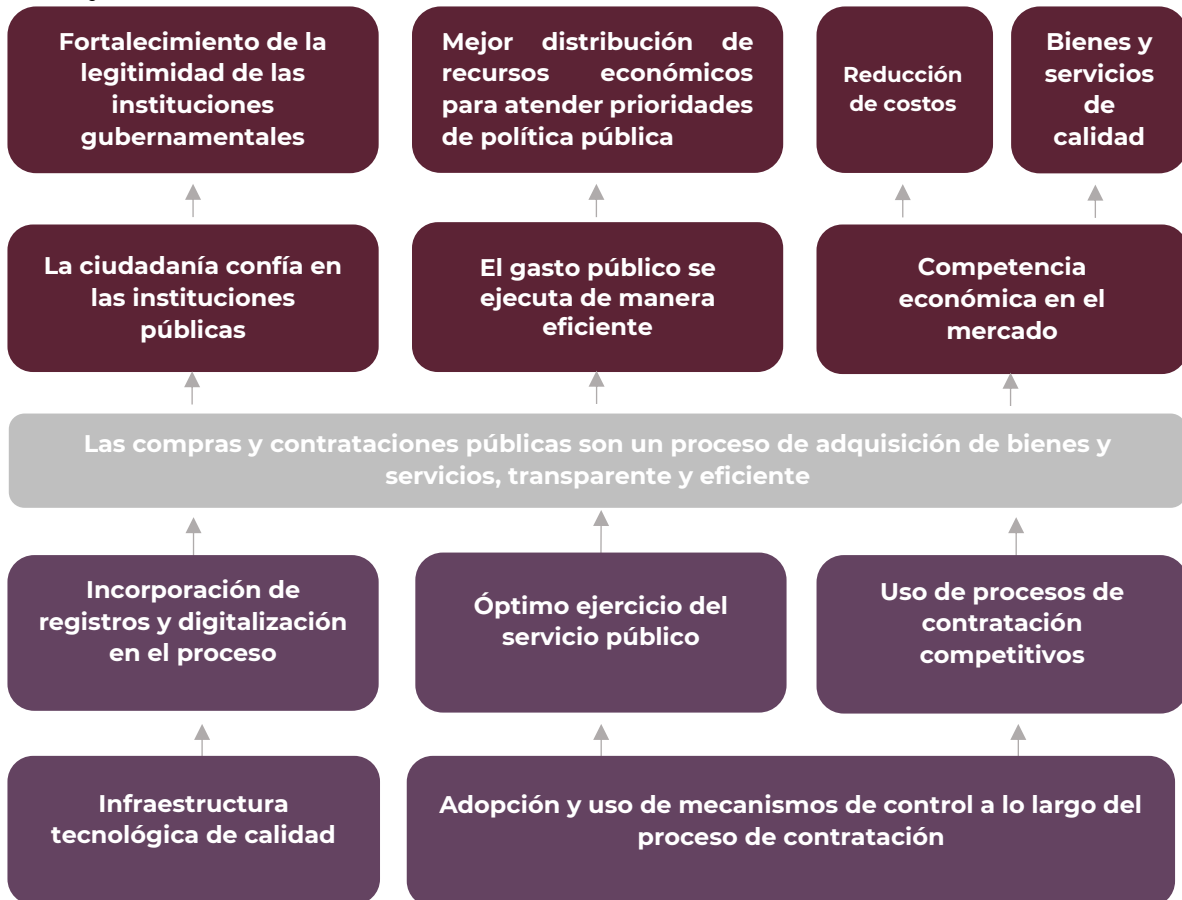 Fortalecimiento de la
legitimidad de las
instituciones
gubernamentales
Mejor distribución de
recursos económicos
para atender prioridades
de política pública
Reducción
de costos
Bienes y
servicios
de
calidad
La ciudadanía confía en
las instituciones
públicas
El gasto público se
ejecuta de manera
eficiente
Competencia
económica en el
mercado
Las compras y contrataciones públicas son un proceso de adquisición de bienes y
servicios, transparente y eficiente
Incorporación de
registros y digitalización
en el proceso
Óptimo ejercicio del
servicio público
Uso de procesos de
contratación
competitivos
Infraestructura
tecnológica de calidad
Adopción y uso de mecanismos de control a lo largo del
proceso de contratación